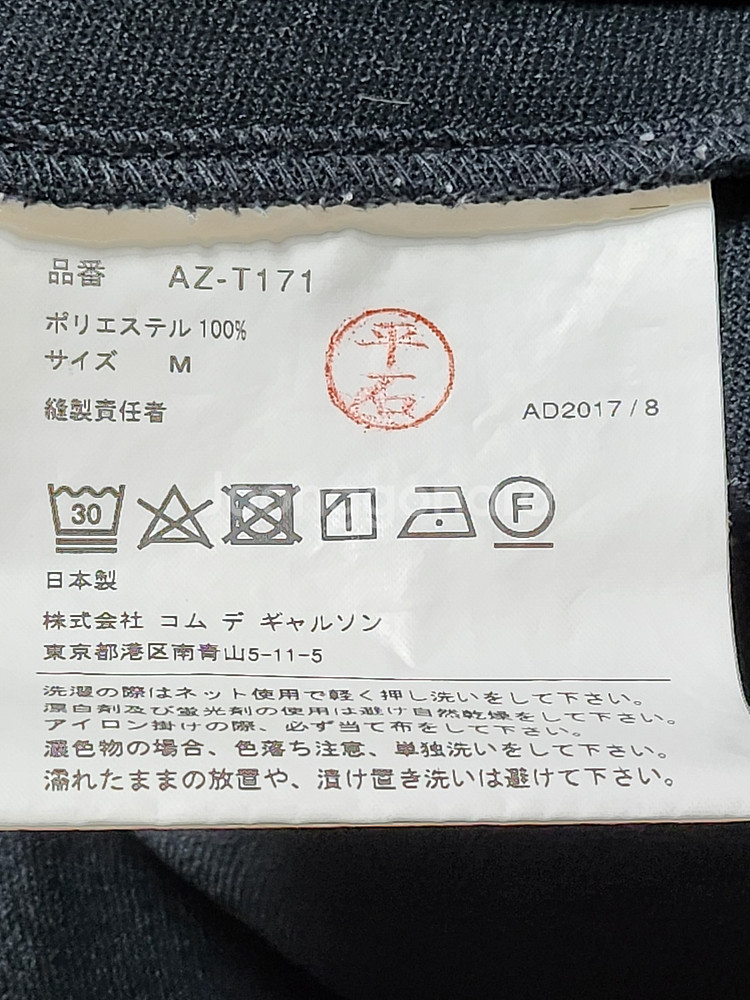 品番 AZ-T171
ポリエステル 100%
サイズ M
平石
縫製責任者
AD2017 / 8
30
F
日本製
株式会社 コム デ ギャルソン
東京都港区南青山5-11-5
洗濯の際はネット使用で軽く押し洗いをして下さい。
漂白剤及び蛍光剤の使用は避け自然乾燥をして下さい。
アイロン掛けの際、必ず当て布をして下さい。
濃色物の場合、色落ち注意、単独洗いをして下さい。
濡れたままの放置や、漬け置き洗いは避けて下さい。